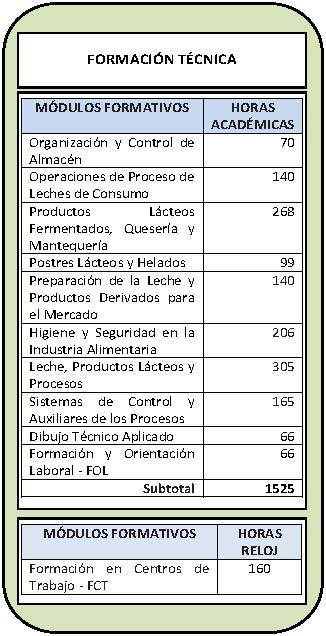 FORMACIÓN TÉCNICA
MÓDULOS FORMATIVOS HORAS
ACADÉMICAS
Organización y Control de 70
Almacén
Operaciones de Proceso de 140
Leches de Consumo
Productos Lácteos 268
Fermentados, Quesería y
Mantequería
Postres Lácteos y Helados 99
Preparación de la Leche y 140
Productos Derivados para
el Mercado
Higiene y Seguridad en la 206
Industria Alimentaria
Leche, Productos Lácteos y 305
Procesos
Sistemas de Control y 165
Auxiliares de los Procesos
Dibujo Técnico Aplicado 66
Formación y Orientación 66
Laboral - FOL
Subtotal 1525
MÓDULOS FORMATIVOS HORAS
RELOJ
Formación en Centros de 160
Trabajo - FCT